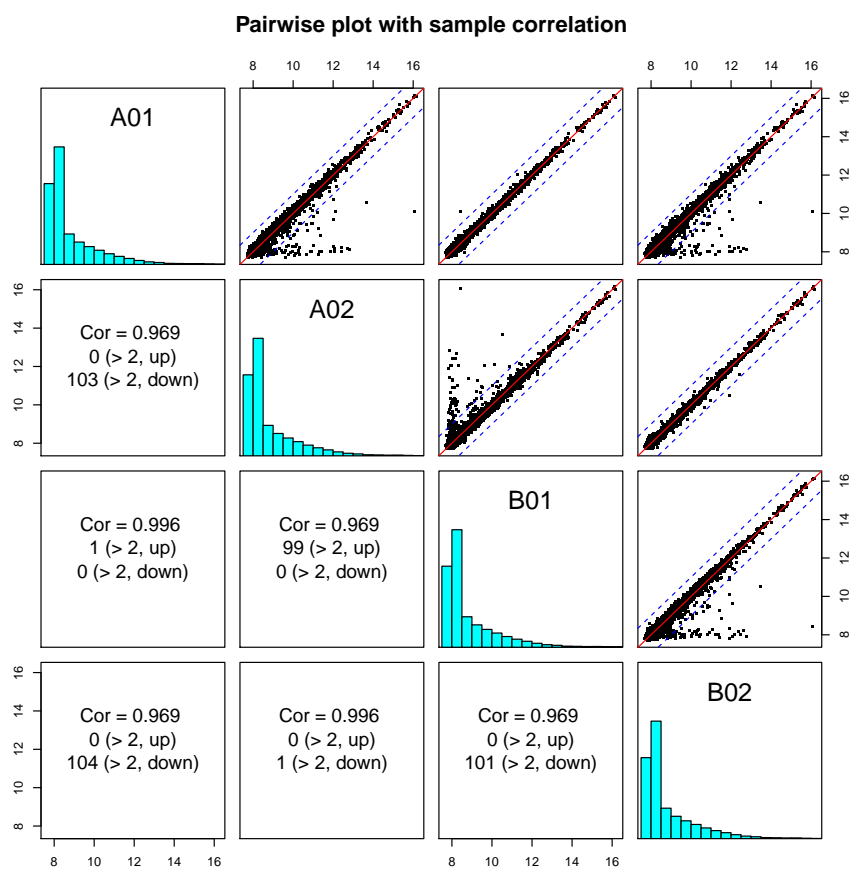 Pairwise plot with sample correlation
8 10 12 14 16
8 10 12 14 16
A01
8 10 12 14 16
8 10 12 14 16
Cor = 0.969
0 (> 2, up)
103 (> 2, down)
A02
Cor = 0.996
1 (> 2, up)
0 (> 2, down)
Cor = 0.969
99 (> 2, up)
0 (> 2, down)
B01
8 10 12 14 16
8 10 12 14 16
Cor = 0.969
0 (> 2, up)
104 (> 2, down)
Cor = 0.996
0 (> 2, up)
1 (> 2, down)
Cor = 0.969
0 (> 2, up)
101 (> 2, down)
B02
8 10 12 14 16
8 10 12 14 16